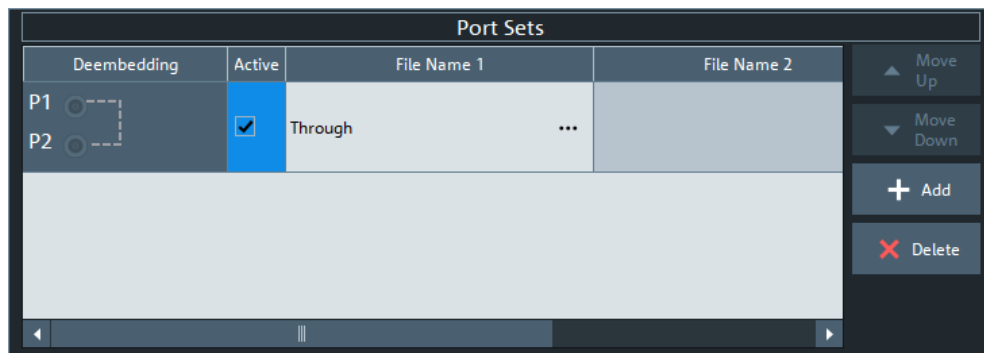 Port Sets
Deembedding Active File Name 1 File Name 2
P1
P2
Through ...
Move
Up
Move
Down
Add
Delete